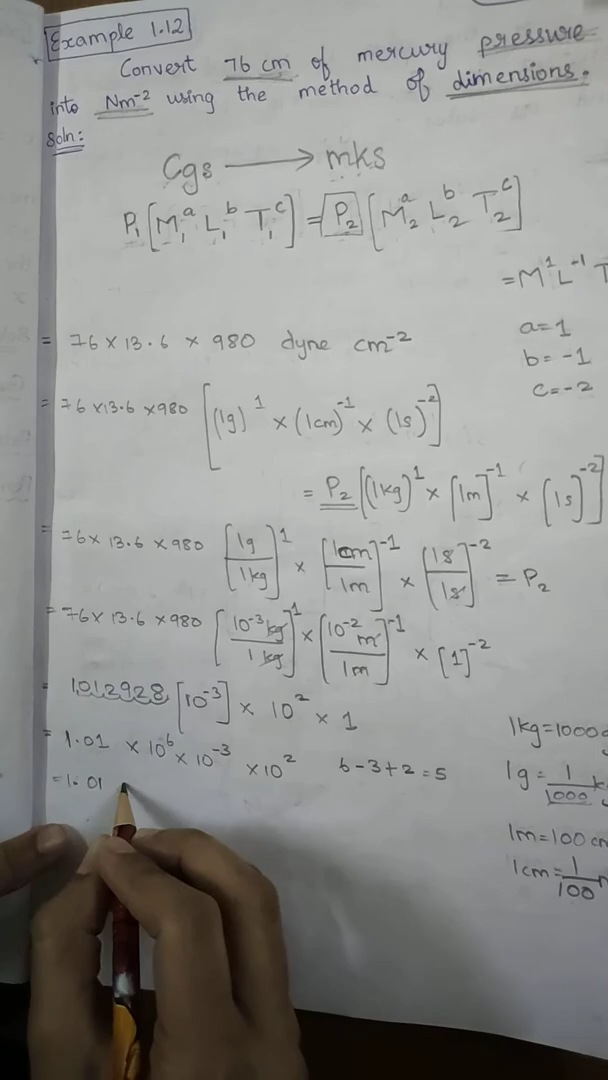 Example 1.12
Convert 76 cm of mercury pressure
into Nm⁻² using the method of dimensions.
Soln:
Cgs ⟶ mks
P₁[M₁ᵃ L₁ᵇ T₁ᶜ] = P₂ [M₂ᵃ L₂ᵇ T₂ᶜ]
= M¹L⁻¹ T
a=1
b=-1
c=-2
= 76 × 13.6 × 980 dyne cm⁻²
= 76 ×13.6 ×980 [(1g)¹ × (1cm)⁻¹ × (1s)⁻²]
= P₂ [(1kg)¹ × [1m]⁻¹ × (1s)⁻²]
= 76 × 13.6 × 980 [1g/1kg]¹ × [1cm/1m]⁻¹ × (1s/1s)⁻² = P₂
= 76 × 13.6 × 980 [10⁻³ kg/1 kg]¹ × [10⁻² m/1m]⁻¹ × [1]⁻²
= 1012928 [10⁻³] × 10² × 1
= 1.01 × 10⁶ × 10⁻³ × 10² 6-3+2=5
= 1.01
1kg=1000
1g = 1/1000 k
1m=100 cm
1cm = 1/100